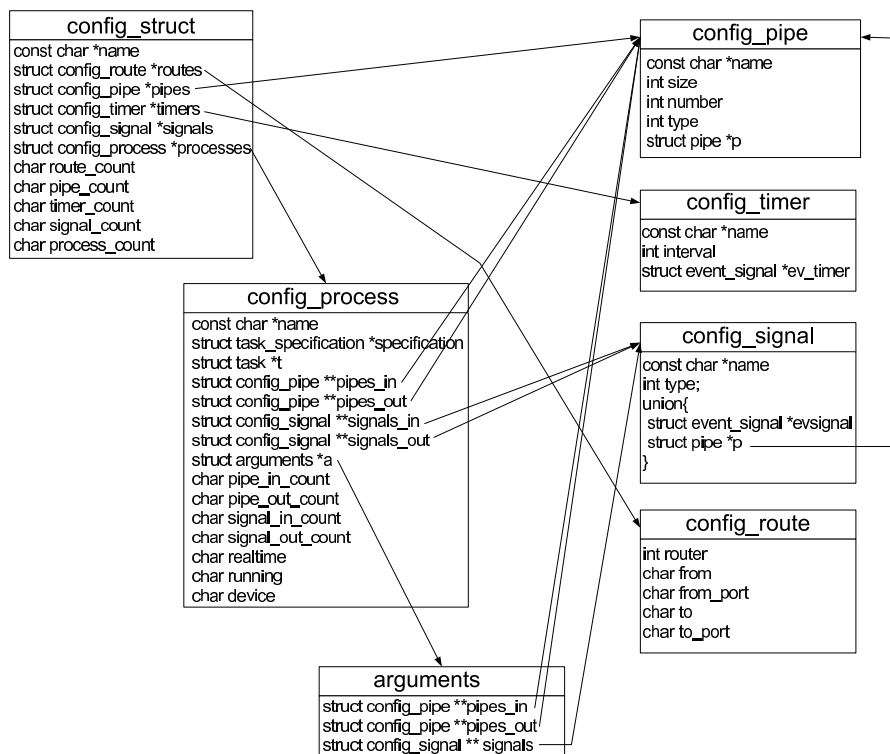 config_struct
const char *name
struct config_route *routes
struct config_pipe *pipes
struct config_timer *timers
struct config_signal *signals
struct config_process *processes
char route_count
char pipe_count
char timer_count
char signal_count
char process_count
config_pipe
const char *name
int size
int number
int type
struct pipe *p
config_timer
const char *name
int interval
struct event_signal *ev_timer
config_process
const char *name
struct task_specification *specification
struct task *t
struct config_pipe **pipes_in
struct config_pipe **pipes_out
struct config_signal **signals_in
struct config_signal **signals_out
struct arguments *a
char pipe_in_count
char pipe_out_count
char signal_in_count
char signal_out_count
char realtime
char running
char device
config_signal
const char *name
int type;
union{
struct event_signal *evsignal
struct pipe *p
}
config_route
int router
char from
char from_port
char to
char to_port
arguments
struct config_pipe **pipes_in
struct config_pipe **pipes_out
struct config_signal ** signals